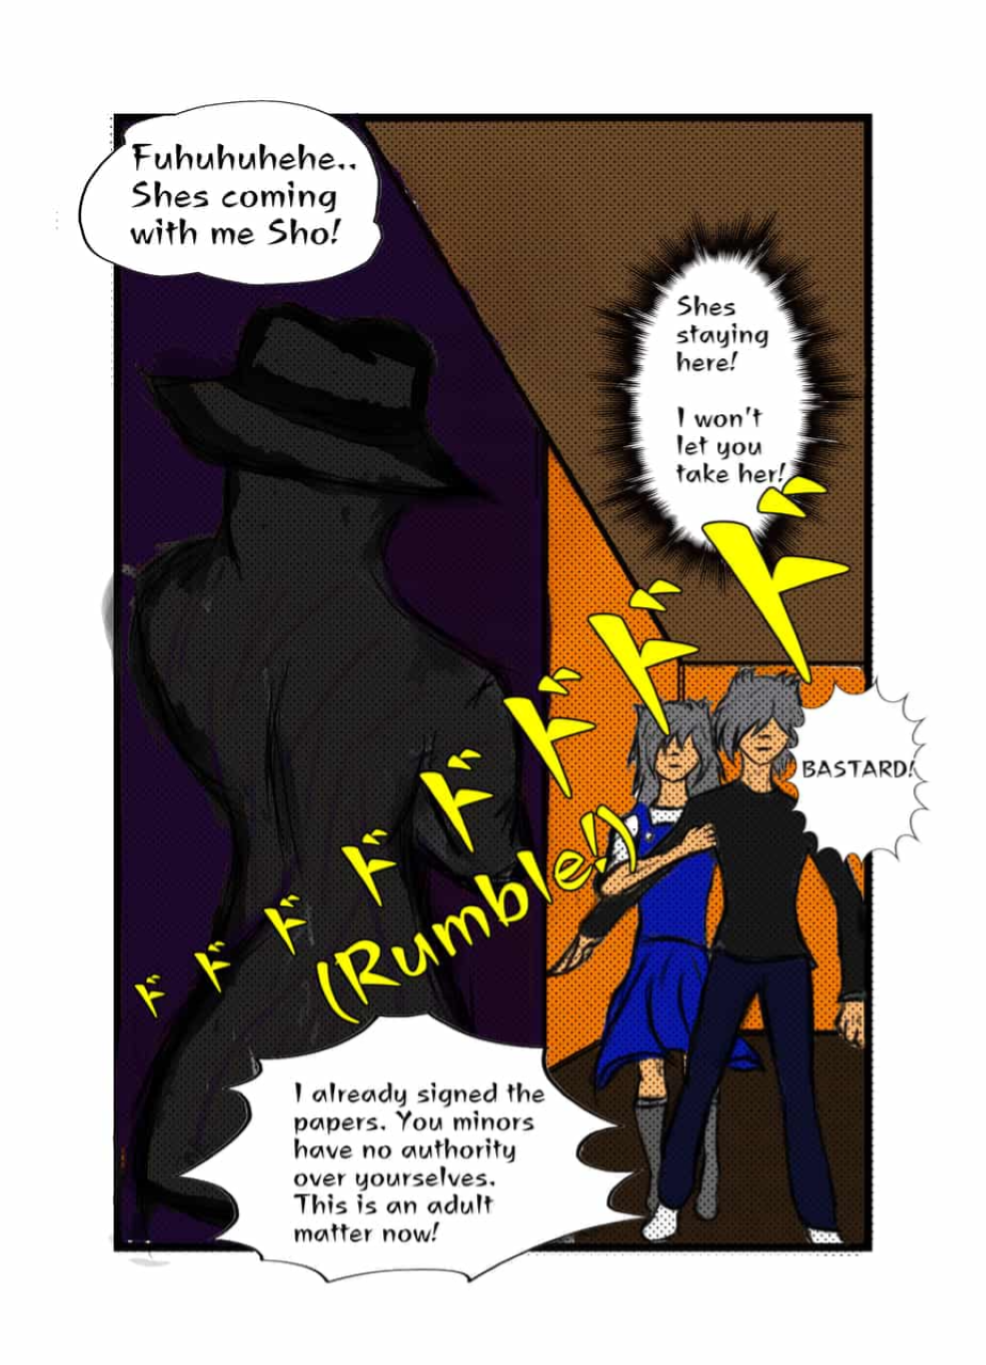 Fuhuhuhehe..
Shes coming
with me Sho!
Shes
staying
here!
I won't
let you
take her!
BASTARD!
ド ド ド ド ド ド ド ド
(Rumble!)
I already signed the
papers. You minors
have no authority
over yourselves.
This is an adult
matter now!